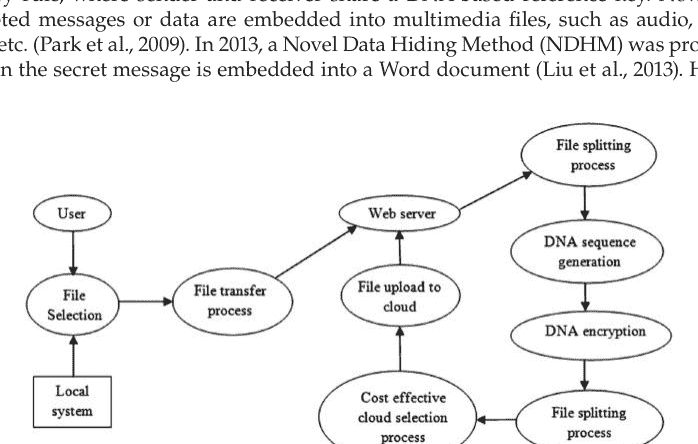 ted messages or data are embedded into multimedia files, such as audio,
etc. (Park et al., 2009). In 2013, a Novel Data Hiding Method (NDHM) was pro
n the secret message is embedded into a Word document (Liu et al., 2013). H
File splitting
process
User
Web server
DNA sequence
generation
File
Selection
File transfer
process
File upload to
cloud
DNA encryption
Local
system
Cost effective
cloud selection
process
File splitting
process